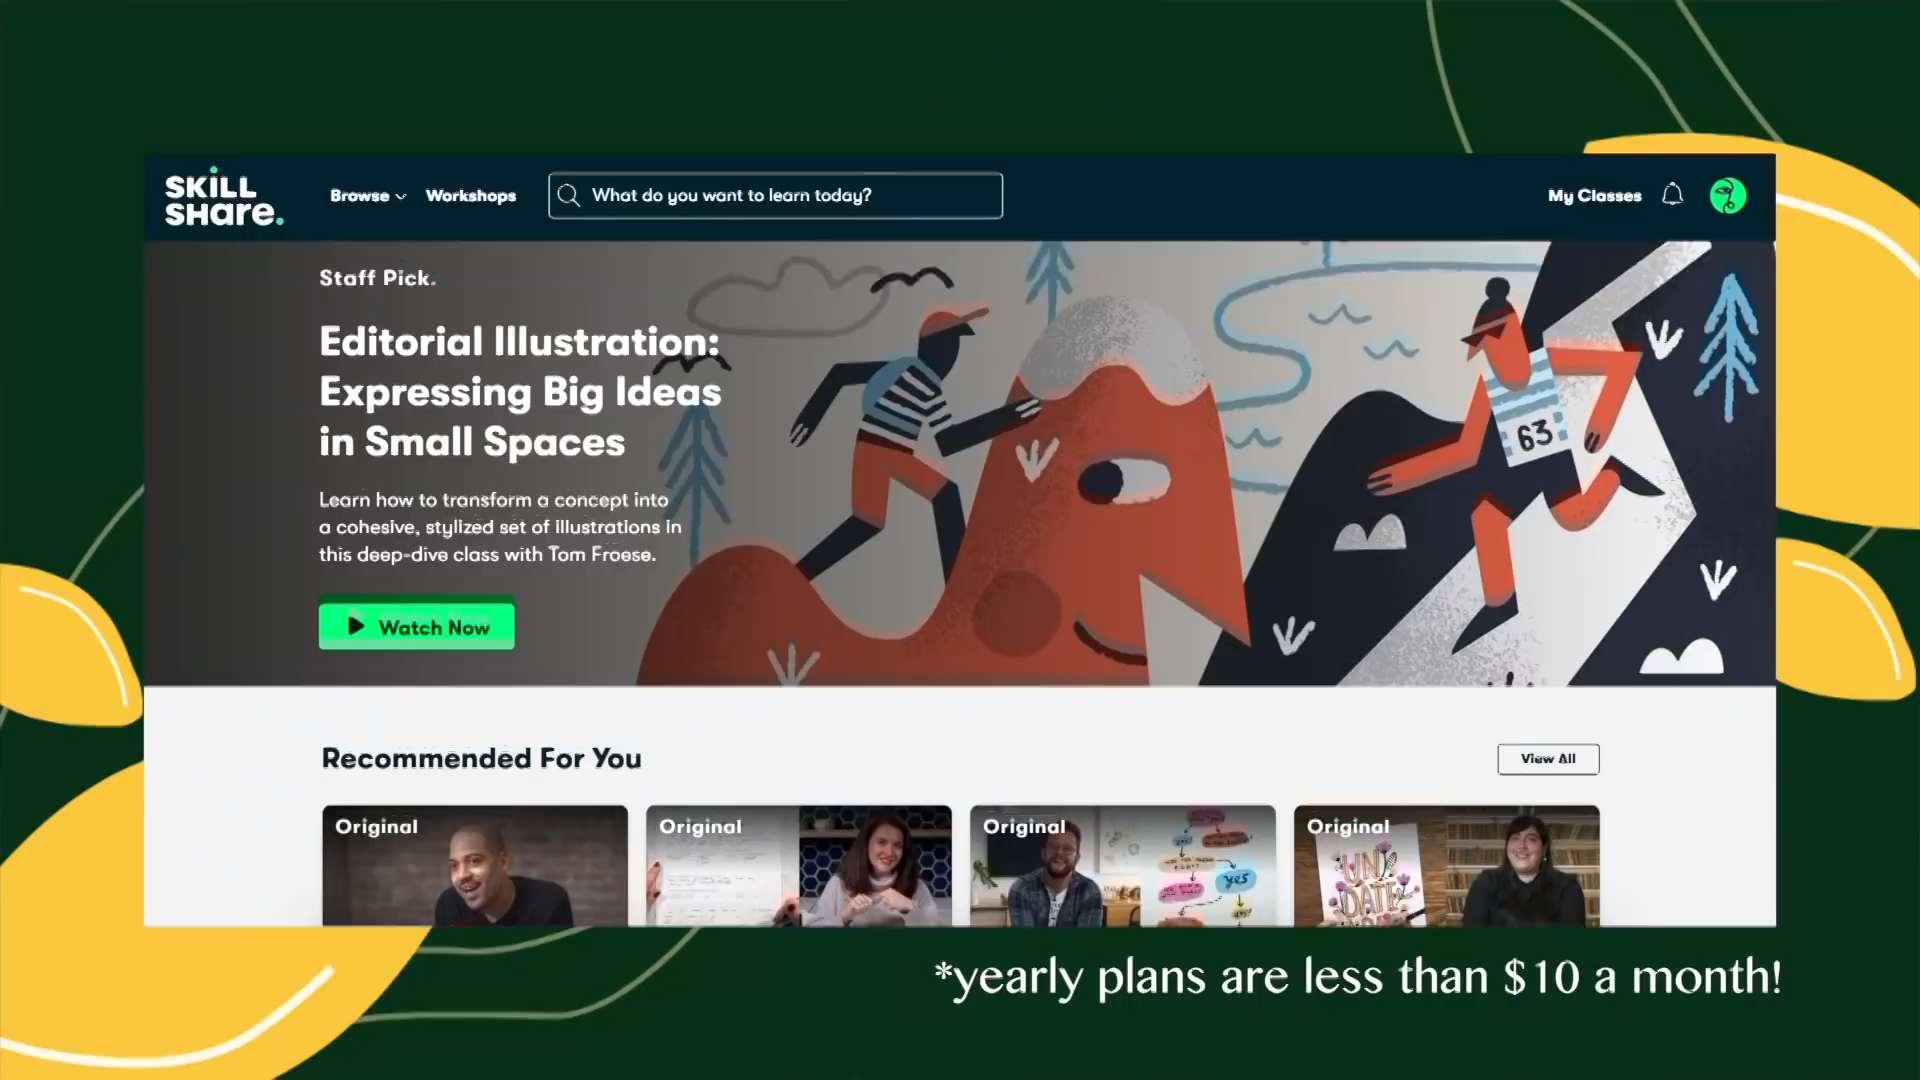 SKILL
SHARE.
Browse
Workshops
What do you want to learn today?
My Classes
Staff Pick.
Editorial Illustration:
Expressing Big Ideas
in Small Spaces
Learn how to transform a concept into
a cohesive, stylized set of illustrations in
this deep-dive class with Tom Froese.
Watch Now
63
Recommended For You
View All
Original
Original
Original
Original
yes
UN
DATE
*yearly plans are less than $10 a month!